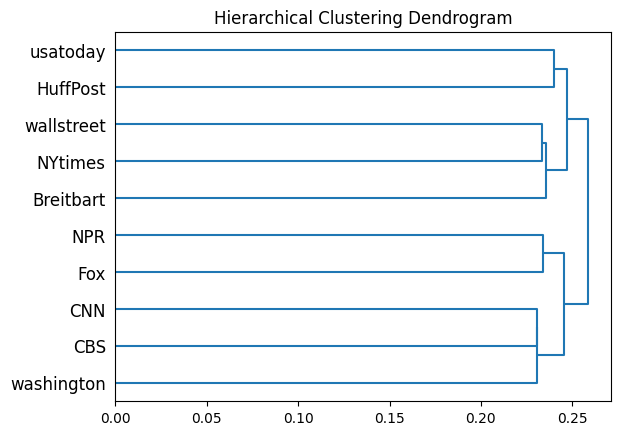 Hierarchical Clustering Dendrogram
usatoday
HuffPost
wallstreet
NYtimes
Breitbart
NPR
Fox
CNN
CBS
washington
0.00 0.05 0.10 0.15 0.20 0.25